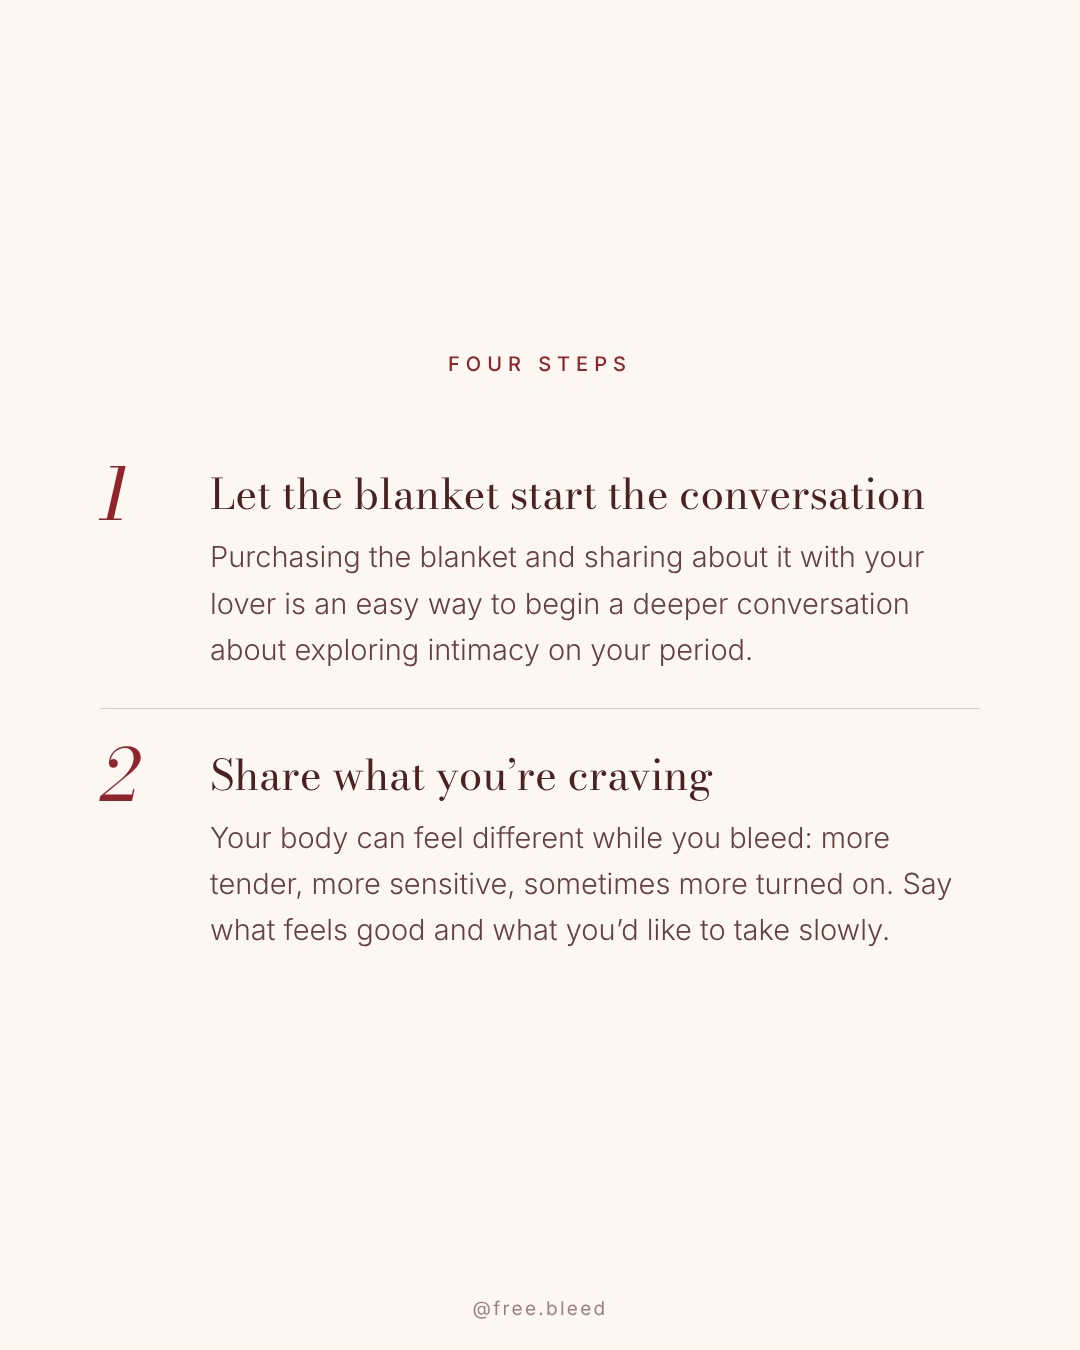 FOUR STEPS
1
Let the blanket start the conversation
Purchasing the blanket and sharing about it with your
lover is an easy way to begin a deeper conversation
about exploring intimacy on your period.
2
Share what you’re craving
Your body can feel different while you bleed: more
tender, more sensitive, sometimes more turned on. Say
what feels good and what you’d like to take slowly.
@free.bleed